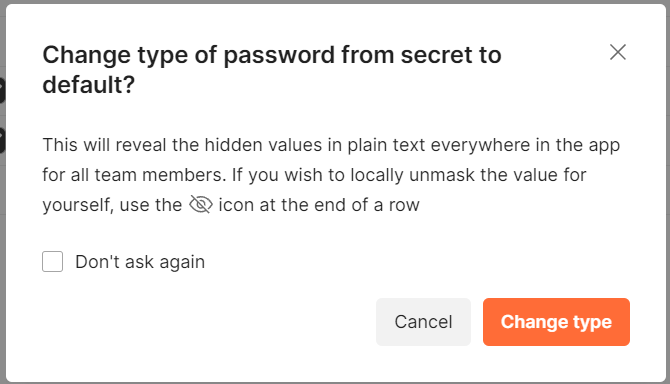 Change type of password from secret to
default?
This will reveal the hidden values in plain text everywhere in the app
for all team members. If you wish to locally unmask the value for
yourself, use the icon at the end of a row
Don't ask again
Cancel
Change type